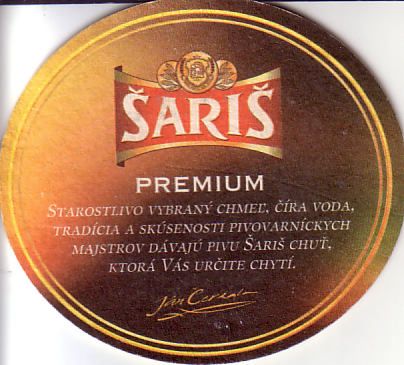 ŠARIŠ
PREMIUM
STAROSTLIVO VYBRANÝ CHMEĽ, ČÍRA VODA,
TRADÍCIA A SKÚSENOSTI PIVOVARNÍCKYCH
MAJSTROV DÁVAJÚ PIVU ŠARIŠ CHUŤ,
KTORÁ VÁS URČITE CHYTÍ.